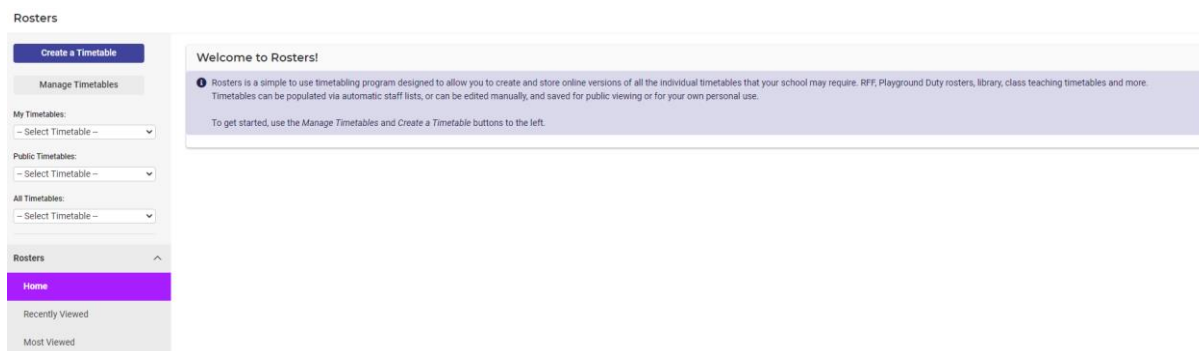 Rosters
Create a Timetable
Manage Timetables
My Timetables:
-- Select Timetable --
Public Timetables:
-- Select Timetable --
All Timetables:
-- Select Timetable --
Rosters
Home
Recently Viewed
Most Viewed
Welcome to Rosters!
Rosters is a simple to use timetabling program designed to allow you to create and store online versions of all the individual timetables that your school may require. RFF, Playground Duty rosters, library, class teaching timetables and more.
Timetables can be populated via automatic staff lists, or can be edited manually, and saved for public viewing or for your own personal use.
To get started, use the Manage Timetables and Create a Timetable buttons to the left.